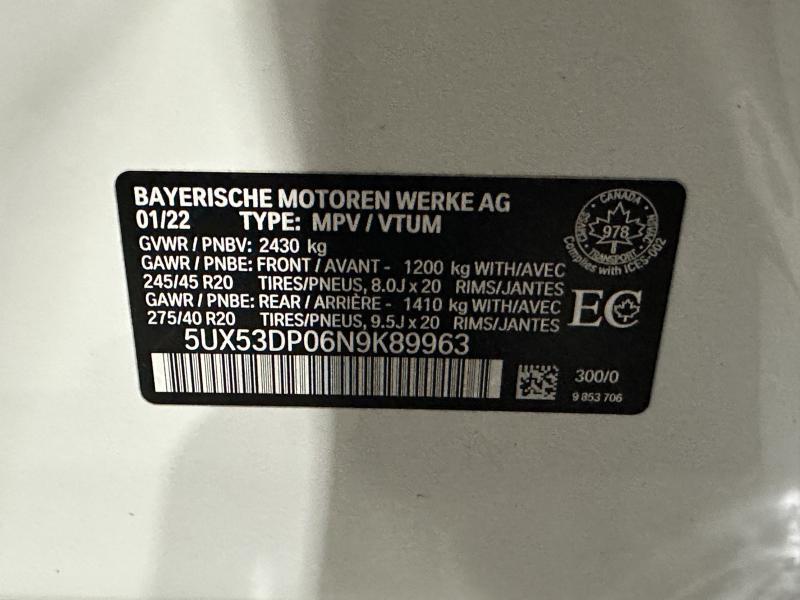 BAYERISCHE MOTOREN WERKE AG
01/22 TYPE: MPV / VTUM
GVWR / PNBV: 2430 kg
GAWR / PNBE: FRONT / AVANT - 1200 kg WITH/AVEC
245/45 R20 TIRES/PNEUS, 8.0J x 20 RIMS/JANTES
GAWR / PNBE: REAR / ARRIÈRE - 1410 kg WITH/AVEC
275/40 R20 TIRES/PNEUS, 9.5J x 20 RIMS/JANTES
5UX53DP06N9K89963
CANADA
978
TRANSPORT
Complies with ICES-002
EC
300/0
9 853 706